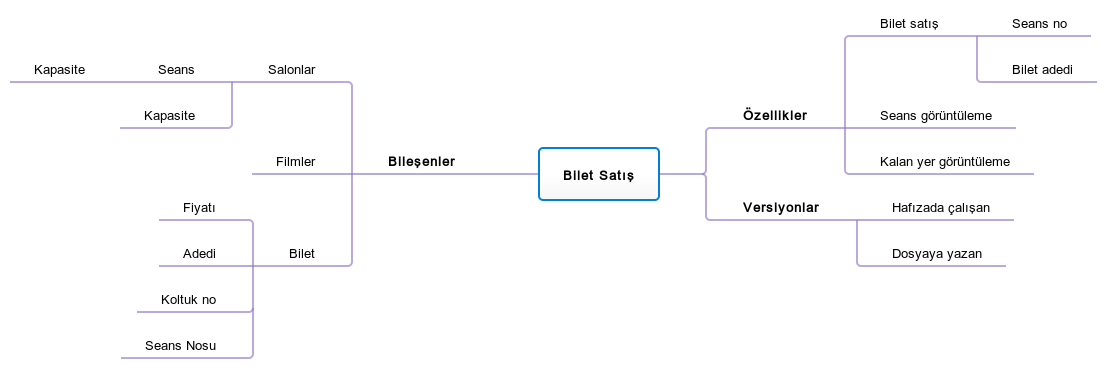 Bilet Satış
Özellikler
Bilet satış
Seans no
Bilet adedi
Seans görüntüleme
Kalan yer görüntüleme
Versiyonlar
Hafızada çalışan
Dosyaya yazan
Bileşenler
Salonlar
Seans
Kapasite
Kapasite
Filmler
Bilet
Fiyatı
Adedi
Koltuk no
Seans Nosu